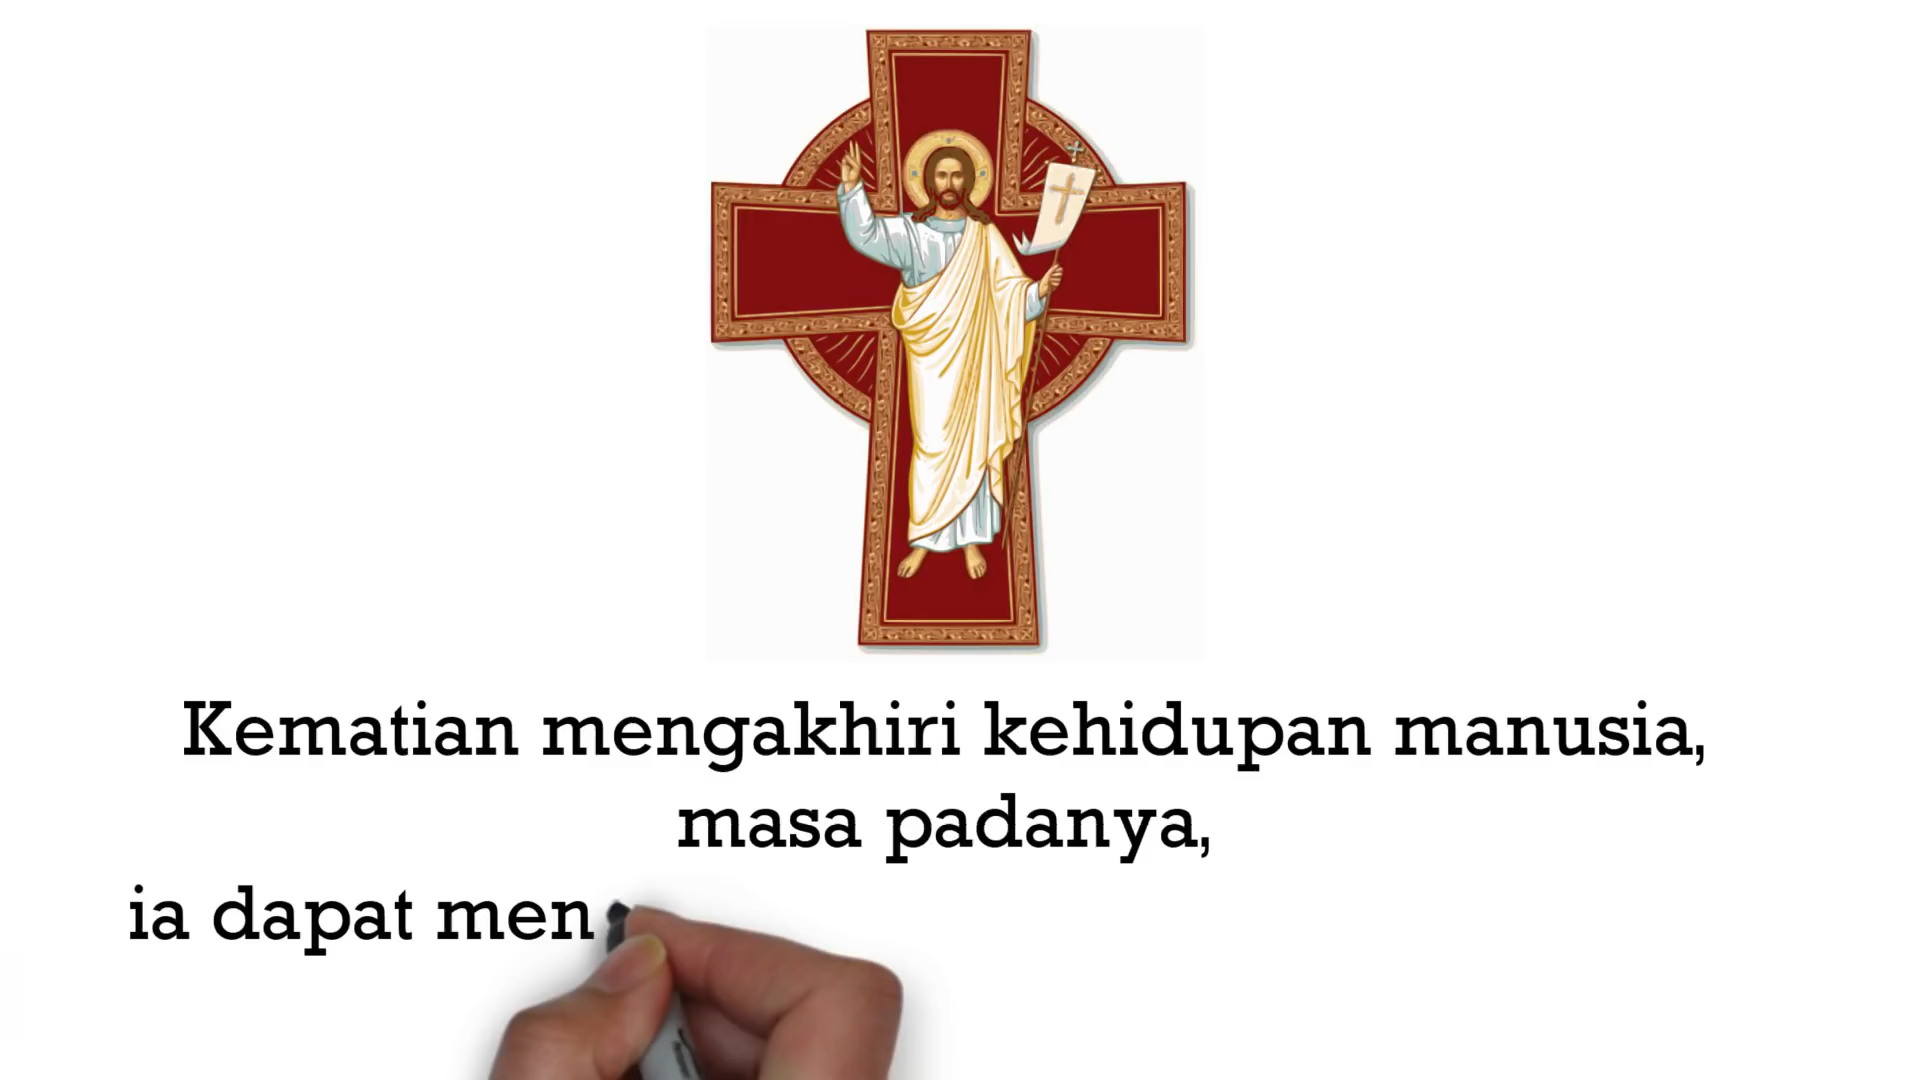 Kematian mengakhiri kehidupan manusia,
masa padanya,
ia dapat men